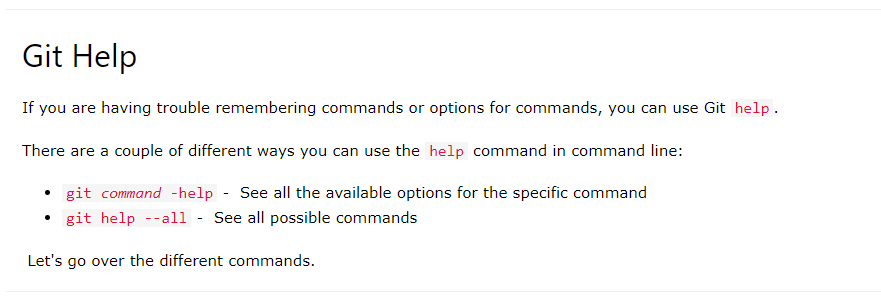 Git Help
If you are having trouble remembering commands or options for commands, you can use Git help.
There are a couple of different ways you can use the help command in command line:
• git command -help - See all the available options for the specific command
• git help --all - See all possible commands
Let's go over the different commands.